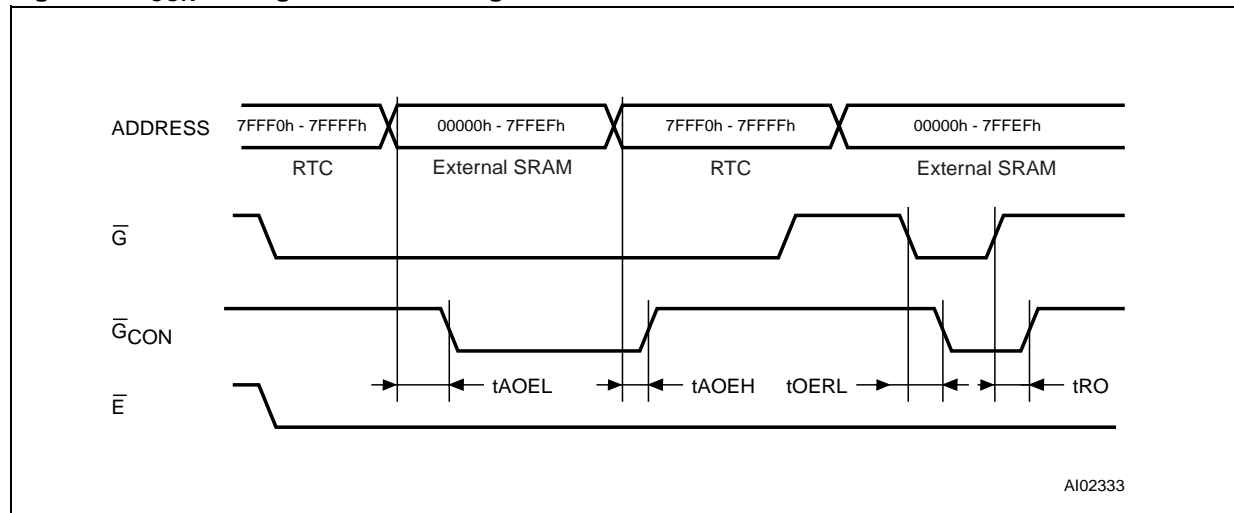 ADDRESS 7FFF0h - 7FFFFh 00000h - 7FFEFh 7FFF0h - 7FFFFh 00000h - 7FFEFh
RTC External SRAM RTC External SRAM
G̅
G̅CON
tAOEL tAOEH tOERL tRO
E̅
AI02333